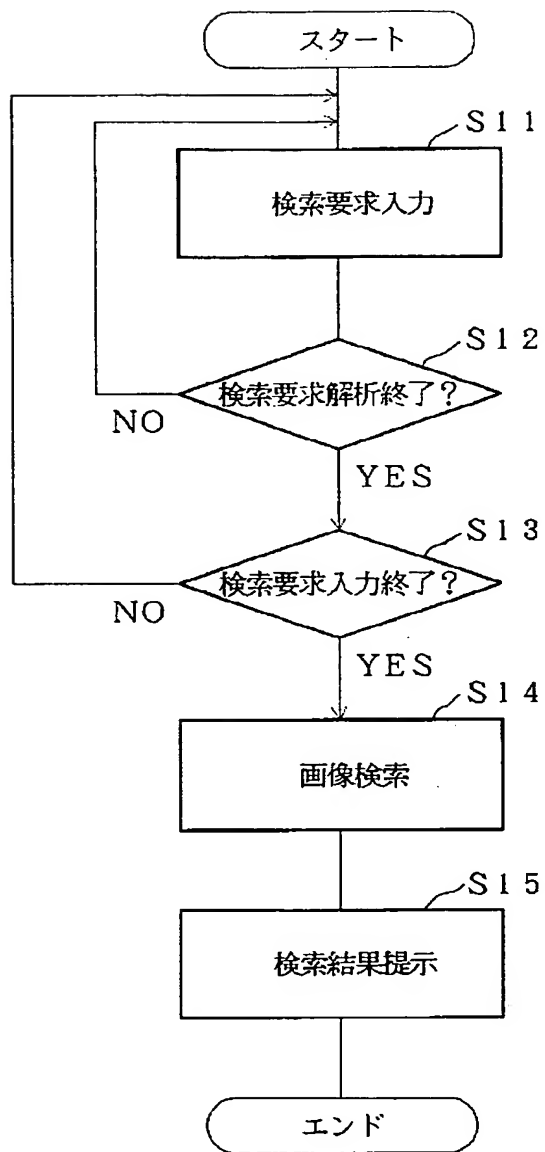 スタート
S11
検索要求入力
S12
検索要求解析終了?
NO
YES
S13
検索要求入力終了?
NO
YES
S14
画像検索
S15
検索結果提示
エンド